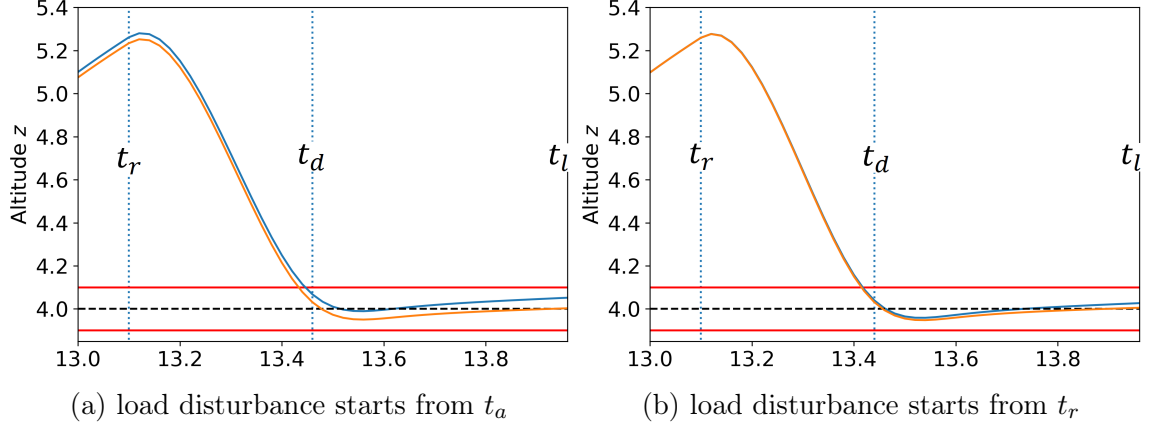 5.4
5.2
5.0
4.8
4.6
4.4
4.2
4.0
Altitude z
t_r
t_d
t_l
13.0 13.2 13.4 13.6 13.8
(a) load disturbance starts from t_a
5.4
5.2
5.0
4.8
4.6
4.4
4.2
4.0
Altitude z
t_r
t_d
t_l
13.0 13.2 13.4 13.6 13.8
(b) load disturbance starts from t_r